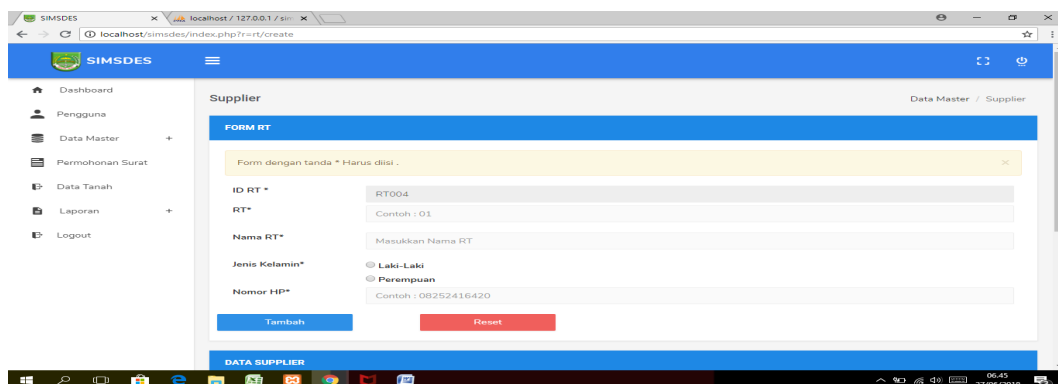 SIMSDES
localhost / 127.0.0.1 / sim
localhost/simsdes/index.php?r=rt/create
SIMSDES
Dashboard
Pengguna
Data Master +
Permohonan Surat
Data Tanah
Laporan +
Logout
Supplier
Data Master / Supplier
FORM RT
Form dengan tanda * Harus diisi .
ID RT *
RT004
RT*
Contoh : 01
Nama RT*
Masukkan Nama RT
Jenis Kelamin*
Laki-Laki
Perempuan
Nomor HP*
Contoh : 08252416420
Tambah
Reset
DATA SUPPLIER
06.45